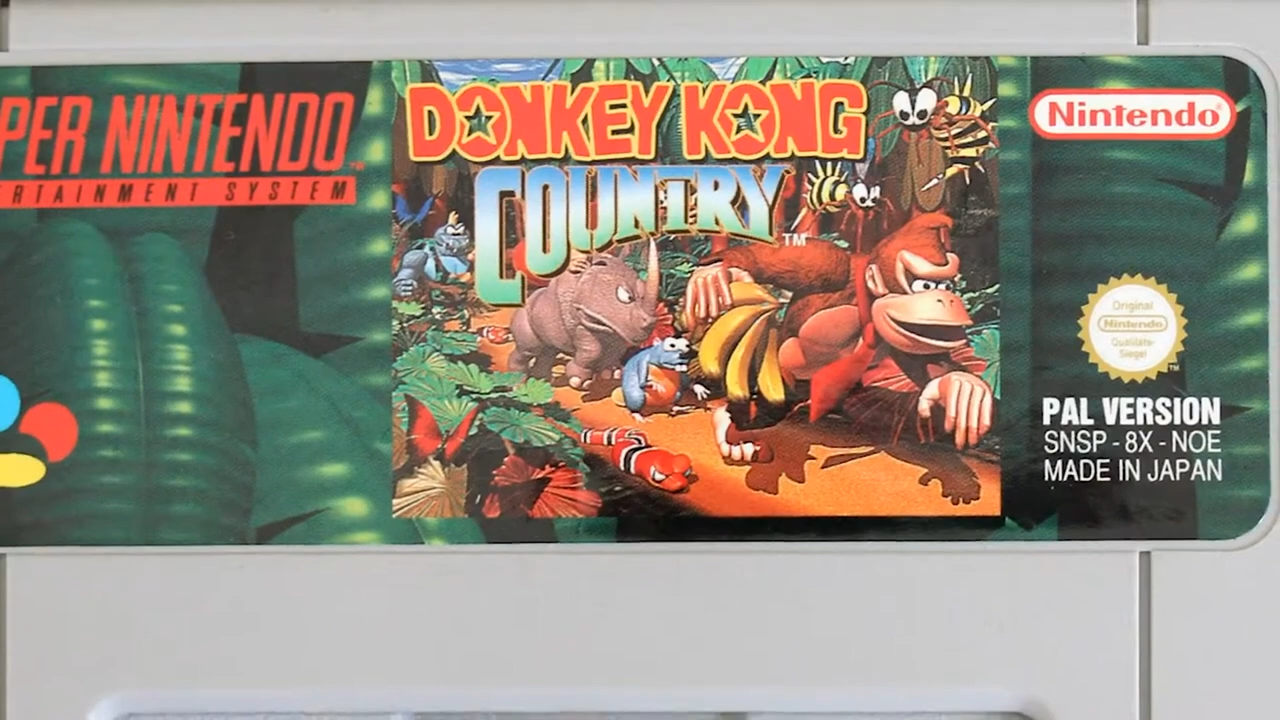 PER NINTENDO
RTAINMENT SYSTEM
DONKEY KONG
COUNTRY
TM
Nintendo
Original
Nintendo
Qualitäts-
Siegel
TM
PAL VERSION
SNSP - 8X - NOE
MADE IN JAPAN